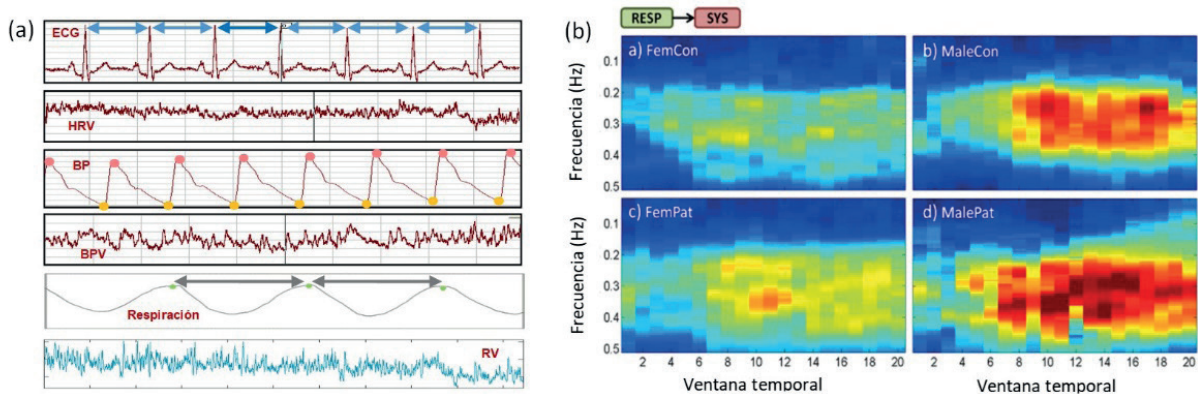 (a)
ECG
HRV
BP
BPV
Respiración
RV
(b)
RESP SYS
a) FemCon
b) MaleCon
Frecuencia (Hz)
0.1
0.2
0.3
0.4
0.5
c) FemPat
d) MalePat
Frecuencia (Hz)
0.1
0.2
0.3
0.4
0.5
2 4 6 8 10 12 14 16 18 20
2 4 6 8 10 12 14 16 18 20
Ventana temporal
Ventana temporal